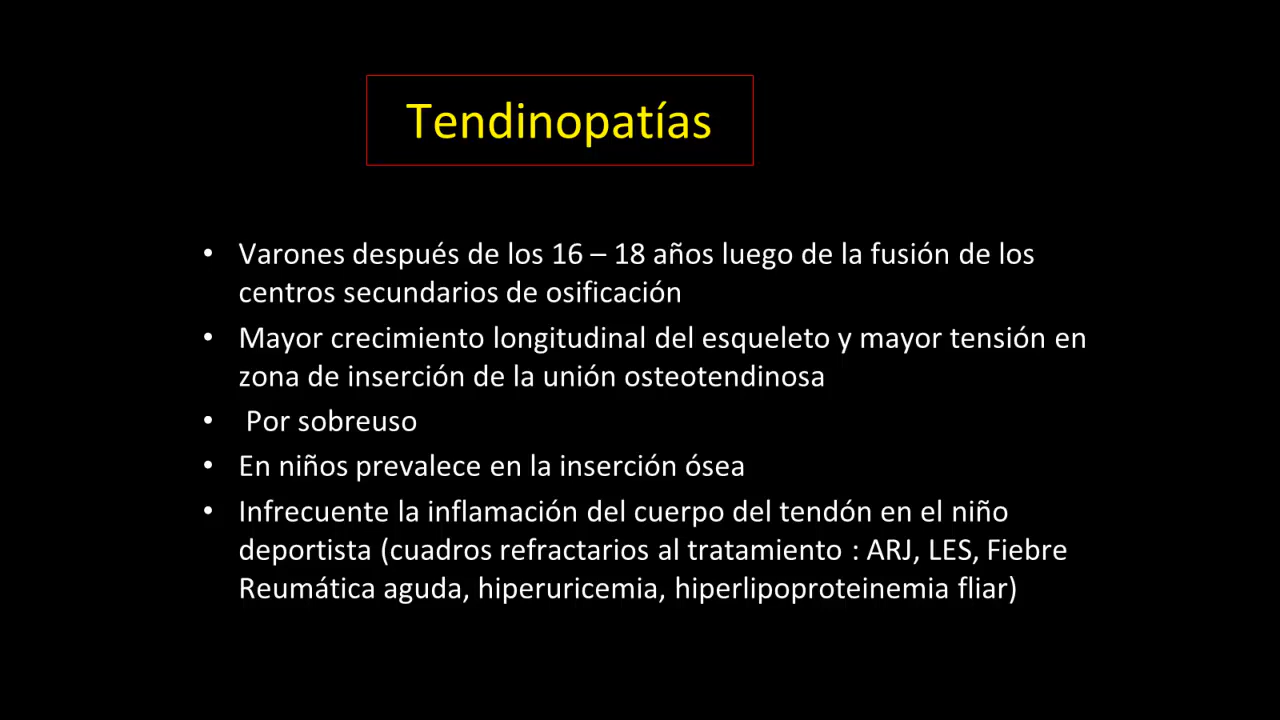 Tendinopatías
• Varones después de los 16 – 18 años luego de la fusión de los
centros secundarios de osificación
• Mayor crecimiento longitudinal del esqueleto y mayor tensión en
zona de inserción de la unión osteotendinosa
• Por sobreuso
• En niños prevalece en la inserción ósea
• Infrecuente la inflamación del cuerpo del tendón en el niño
deportista (cuadros refractarios al tratamiento : ARJ, LES, Fiebre
Reumática aguda, hiperuricemia, hiperlipoproteinemia fliar)